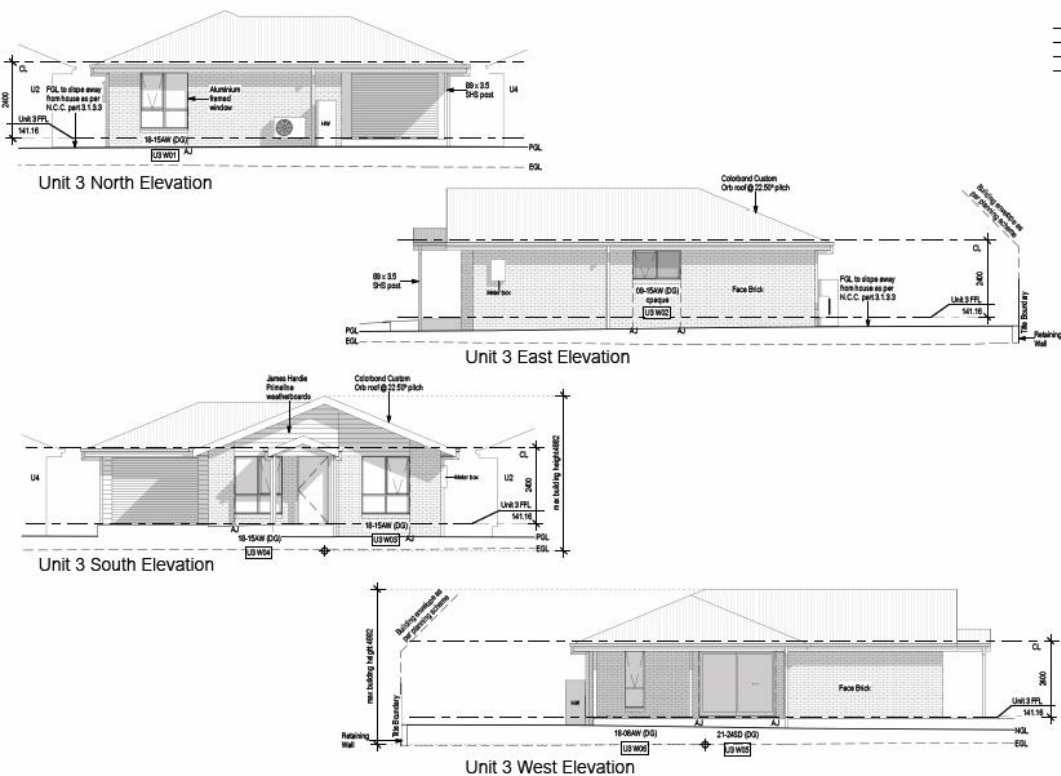 CL
U2
FGL to slope away
from house as per
N.C.C. part 3.1.3.3
Aluminium
framed
window
89 x 3.5
SHS post
U4
2400
Unit 3 FFL
141.16
HW
18-15AW (DG)
U3 W01
AJ
PGL
EGL
Unit 3 North Elevation
Colorbond Custom
Orb roof @ 22.50° pitch
Building envelope as
per planning scheme
CL
89 x 3.5
SHS post
Meter box
09-15AW (DG)
opaque
U3 W02
Face Brick
FGL to slope away
from house as per
N.C.C. part 3.1.3.3
2400
Unit 3 FFL
141.16
Title Boundary
PGL
EGL
AJ
AJ
Retaining
Wall
Unit 3 East Elevation
James Hardie
Primeline
weatherboards
Colorbond Custom
Orb roof @ 22.50° pitch
max building height 4882
CL
U4
Meter box
U2
2400
Unit 3 FFL
141.16
AJ
18-15AW (DG)
U3 W04
18-15AW (DG)
U3 W03
AJ
PGL
EGL
Unit 3 South Elevation
Building envelope as
per planning scheme
max building height 4882
Title Boundary
CL
2400
Face Brick
HW
Unit 3 FFL
141.16
Retaining
Wall
AJ
AJ
18-06AW (DG)
U3 W06
21-24SD (DG)
U3 W05
NGL
EGL
Unit 3 West Elevation